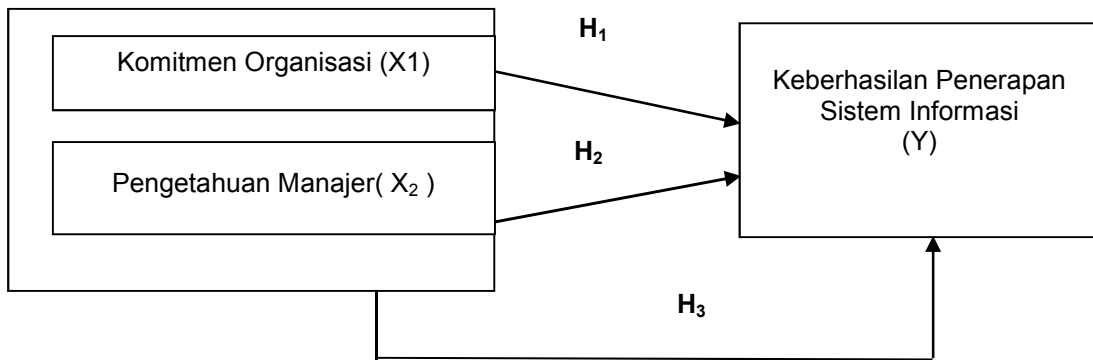 H₁
Komitmen Organisasi (X1)
Keberhasilan Penerapan
Sistem Informasi
(Y)
H₂
Pengetahuan Manajer( X₂ )
H₃